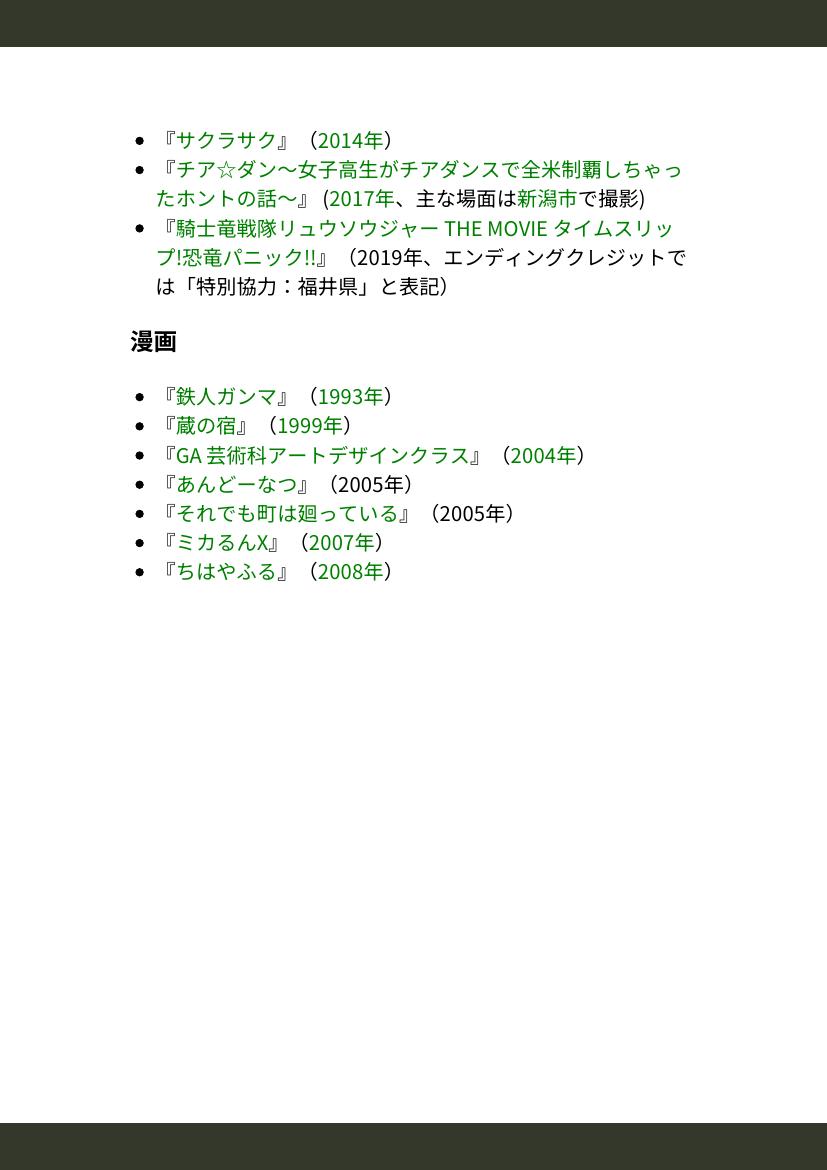 『サクラサク』（2014年）
『チア☆ダン〜女子高生がチアダンスで全米制覇しちゃっ
たホントの話〜』 (2017年、主な場面は新潟市で撮影)
『騎士竜戦隊リュウソウジャー THE MOVIE タイムスリッ
プ!恐竜パニック!!』（2019年、エンディングクレジットで
は「特別協力：福井県」と表記）
漫画
『鉄人ガンマ』（1993年）
『蔵の宿』（1999年）
『GA 芸術科アートデザインクラス』（2004年）
『あんどーなつ』（2005年）
『それでも町は廻っている』（2005年）
『ミカるんX』（2007年）
『ちはやふる』（2008年）